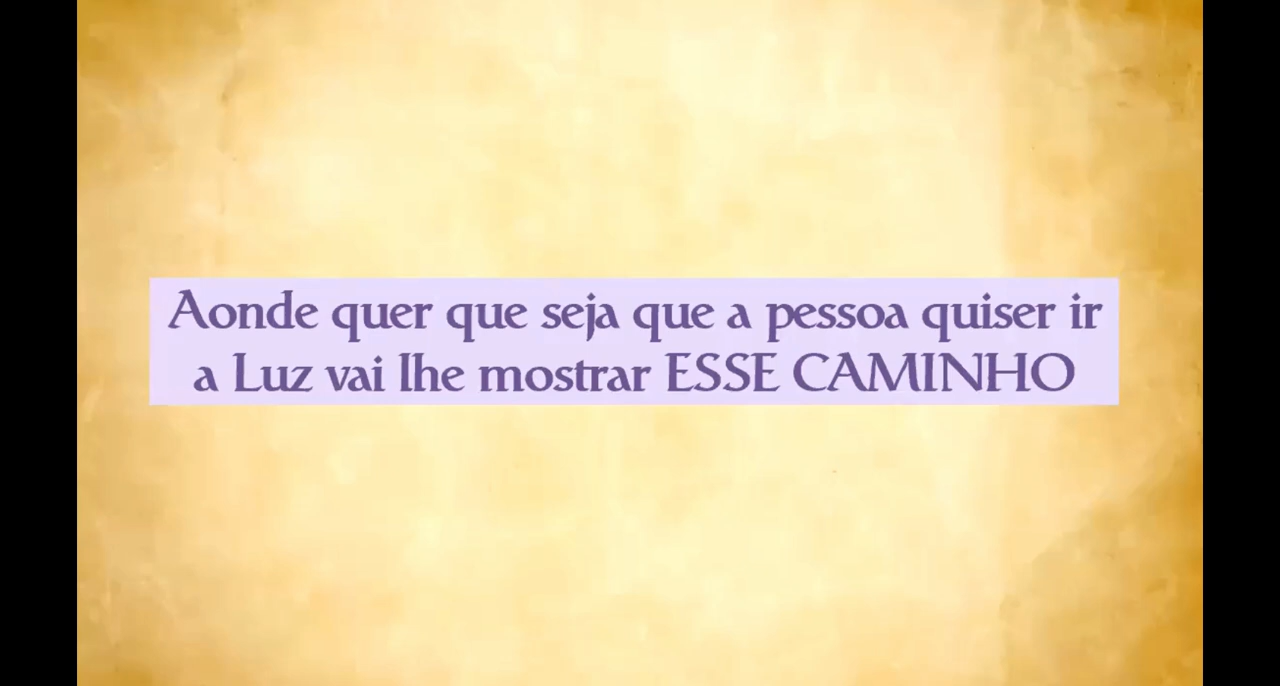 Aonde quer que seja que a pessoa quiser ir
a Luz vai lhe mostrar ESSE CAMINHO